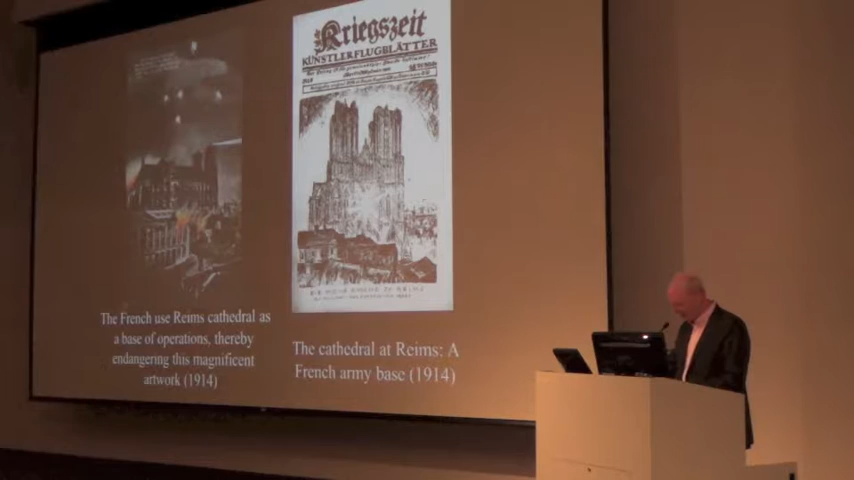 The French use Reims cathedral as
a base of operations, thereby
endangering this magnificent
artwork (1914)
Kriegszeit
KÜNSTLERFLUGBLÄTTER
The cathedral at Reims: A
French army base (1914)